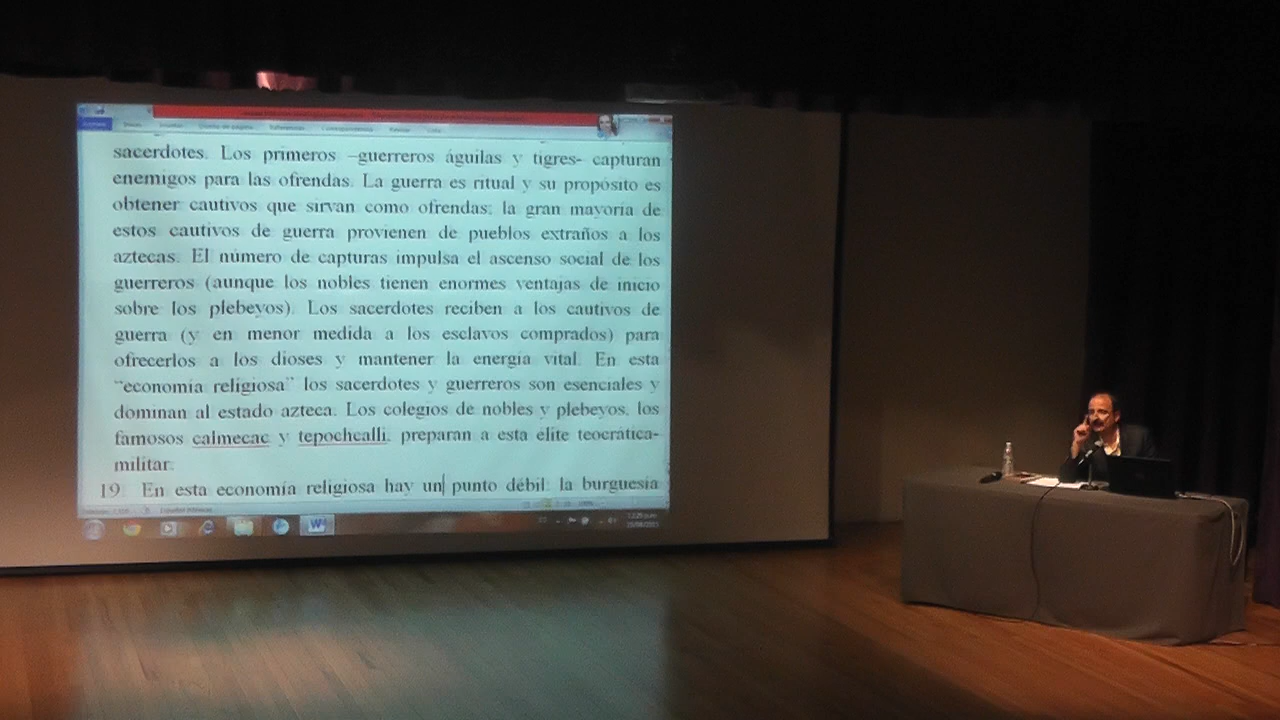 sacerdotes. Los primeros –guerreros águilas y tigres- capturan
enemigos para las ofrendas. La guerra es ritual y su propósito es
obtener cautivos que sirvan como ofrendas; la gran mayoría de
estos cautivos de guerra provienen de pueblos extraños a los
aztecas. El número de capturas impulsa el ascenso social de los
guerreros (aunque los nobles tienen enormes ventajas de inicio
sobre los plebeyos). Los sacerdotes reciben a los cautivos de
guerra (y en menor medida a los esclavos comprados) para
ofrecerlos a los dioses y mantener la energía vital. En esta
“economía religiosa” los sacerdotes y guerreros son esenciales y
dominan al estado azteca. Los colegios de nobles y plebeyos, los
famosos calmecac y tepochcalli, preparan a esta élite teocrática-
militar.
19. En esta economía religiosa hay un punto débil: la burguesía